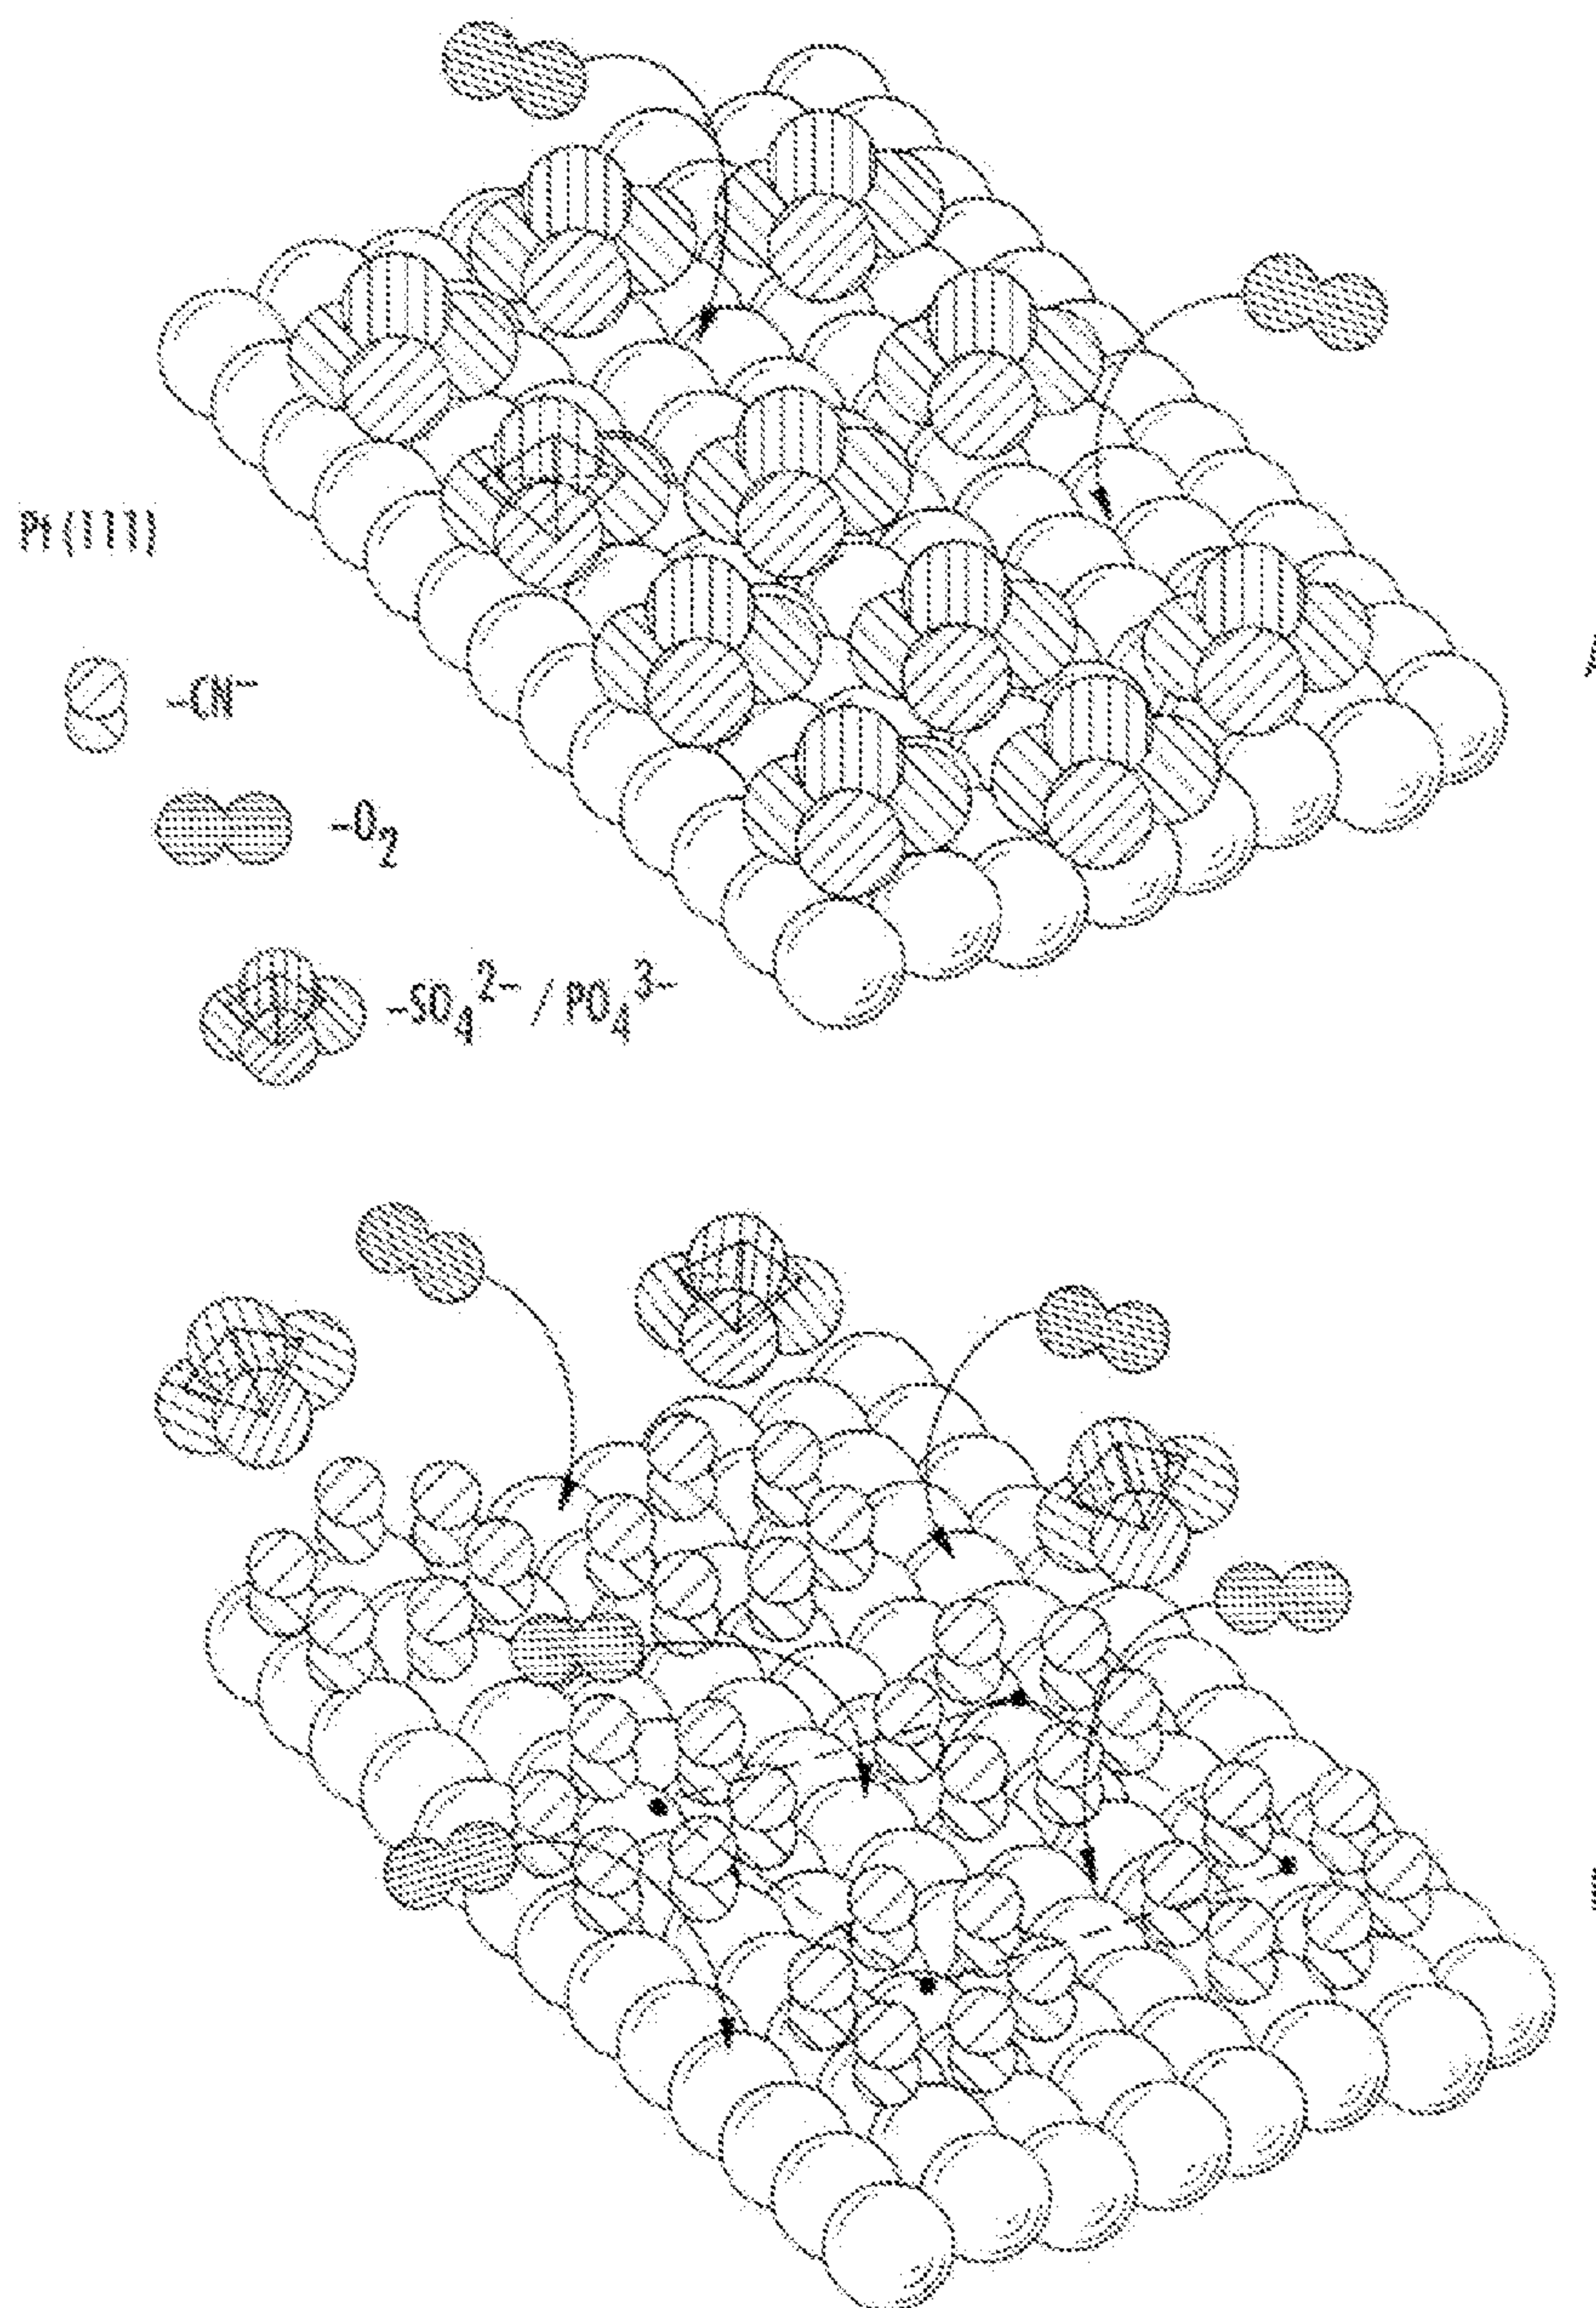 Pt(111)
-CN⁻
-O₂
-SO₄²⁻ / PO₄³⁻